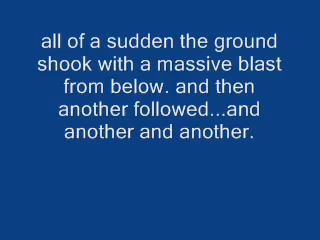 all of a sudden the ground
shook with a massive blast
from below. and then
another followed...and
another and another.